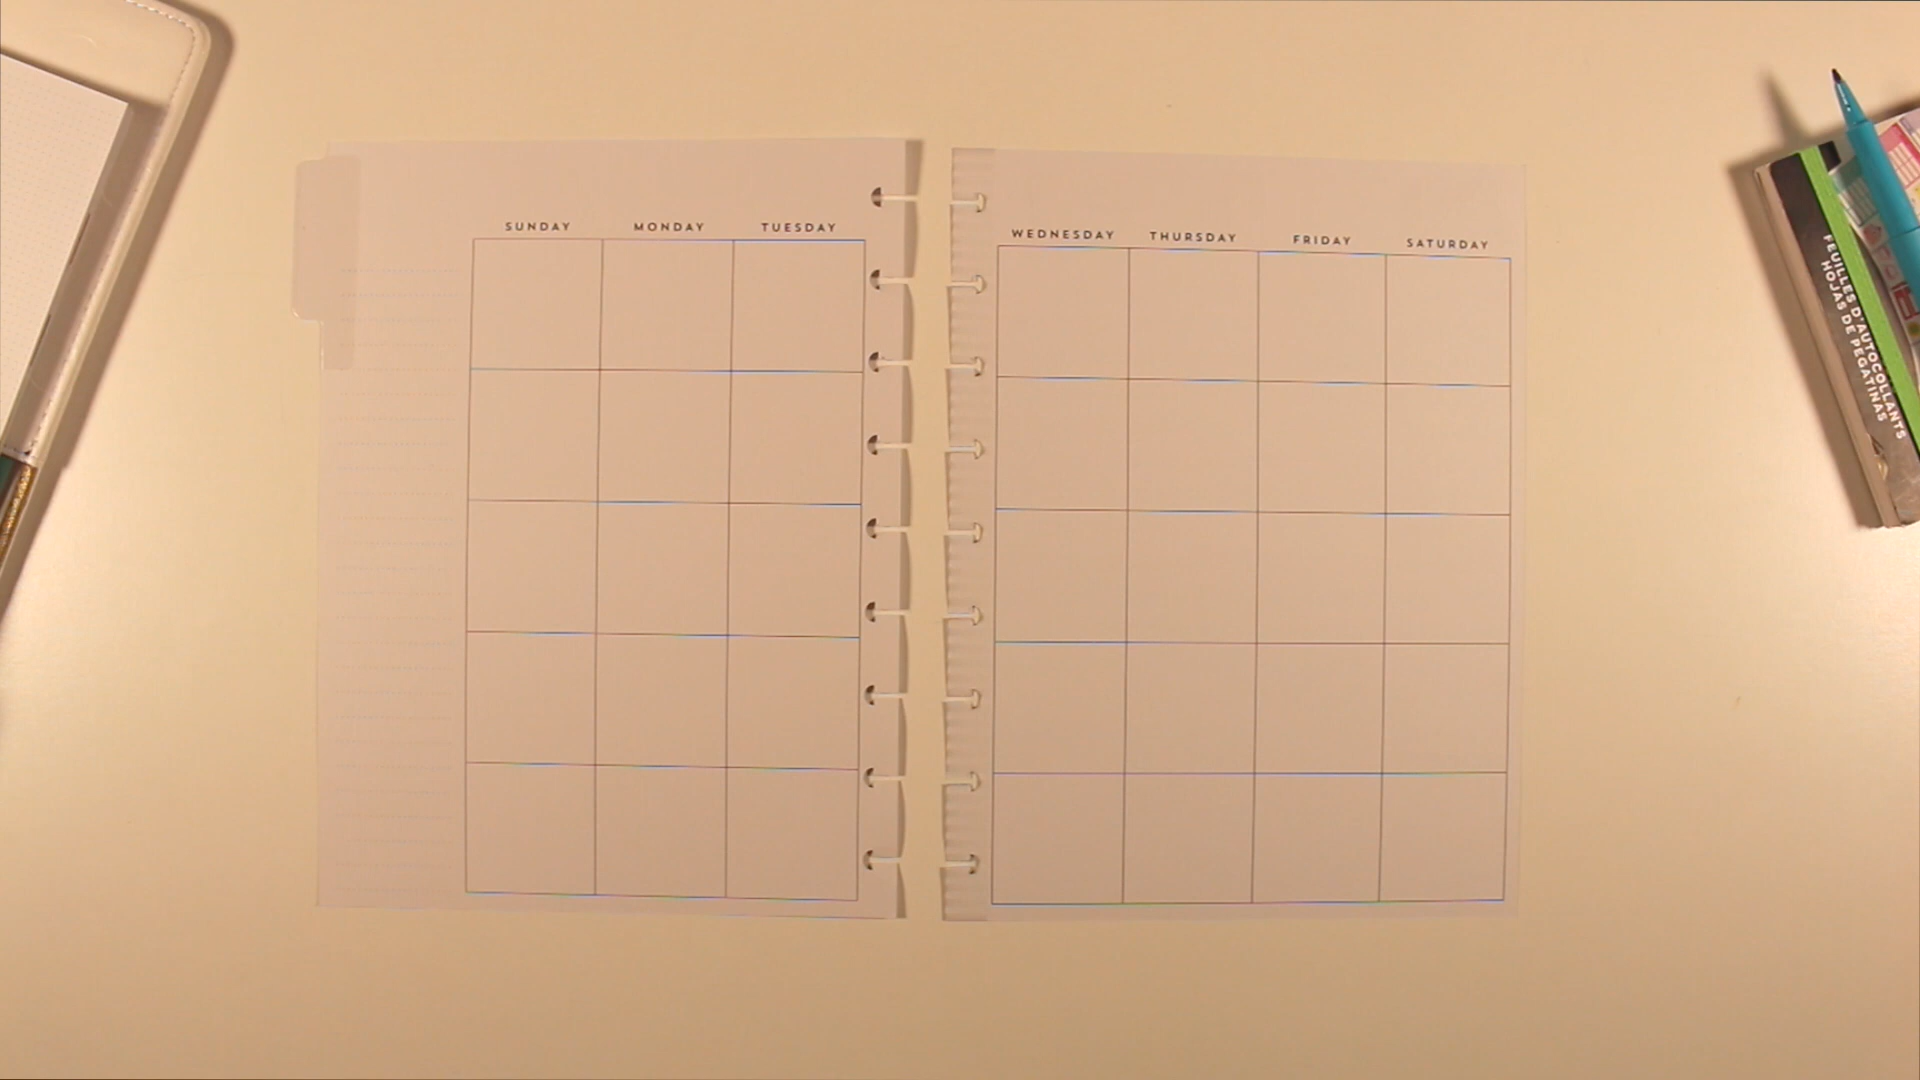 SUNDAY MONDAY TUESDAY WEDNESDAY THURSDAY FRIDAY SATURDAY
FEUILLES D'AUTOCOLLANTS
HOJAS DE PEGATINAS